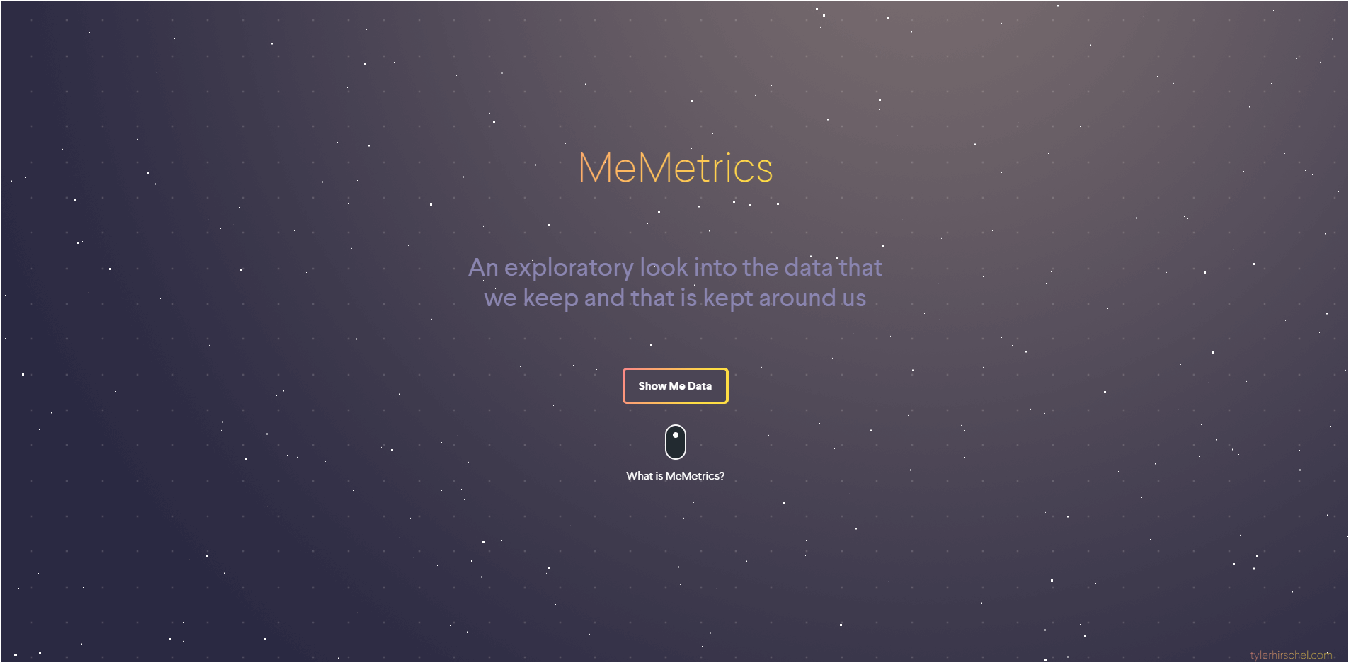 MeMetrics
An exploratory look into the data that
we keep and that is kept around us
Show Me Data
What is MeMetrics?
tylerhirschel.com